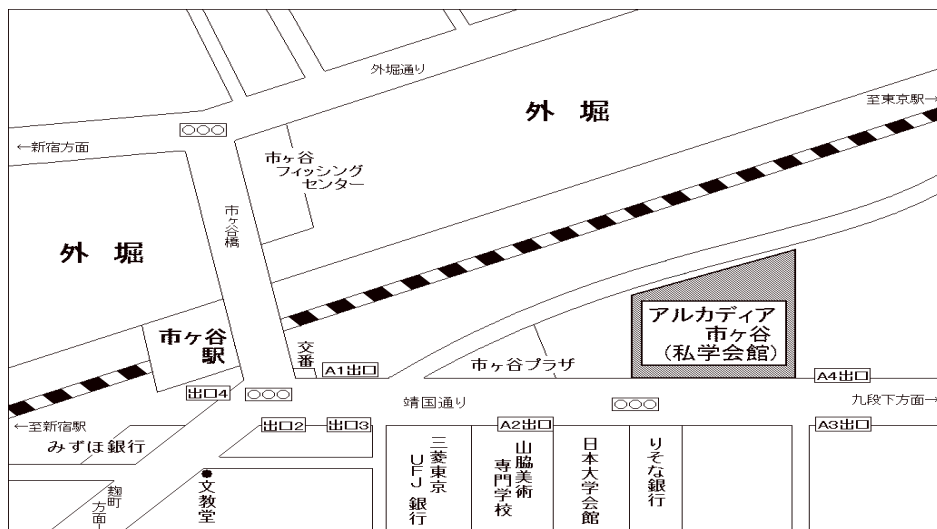 外堀通り
外 堀
至東京駅→
○○○
←新宿方面
市ヶ谷
フィッシング
センター
市ヶ谷橋
外 堀
アルカディア
市ヶ谷
(私学会館)
市ヶ谷
駅
交番
A1出口
市ヶ谷プラザ
A4出口
出口4
○○○
靖国通り
○○○
九段下方面→
←至新宿駅
出口2
出口3
A2出口
A3出口
みずほ銀行
三菱東京
UFJ 銀行
山脇美術
専門学校
日本大学会館
りそな銀行
●文教堂
麹町
方面